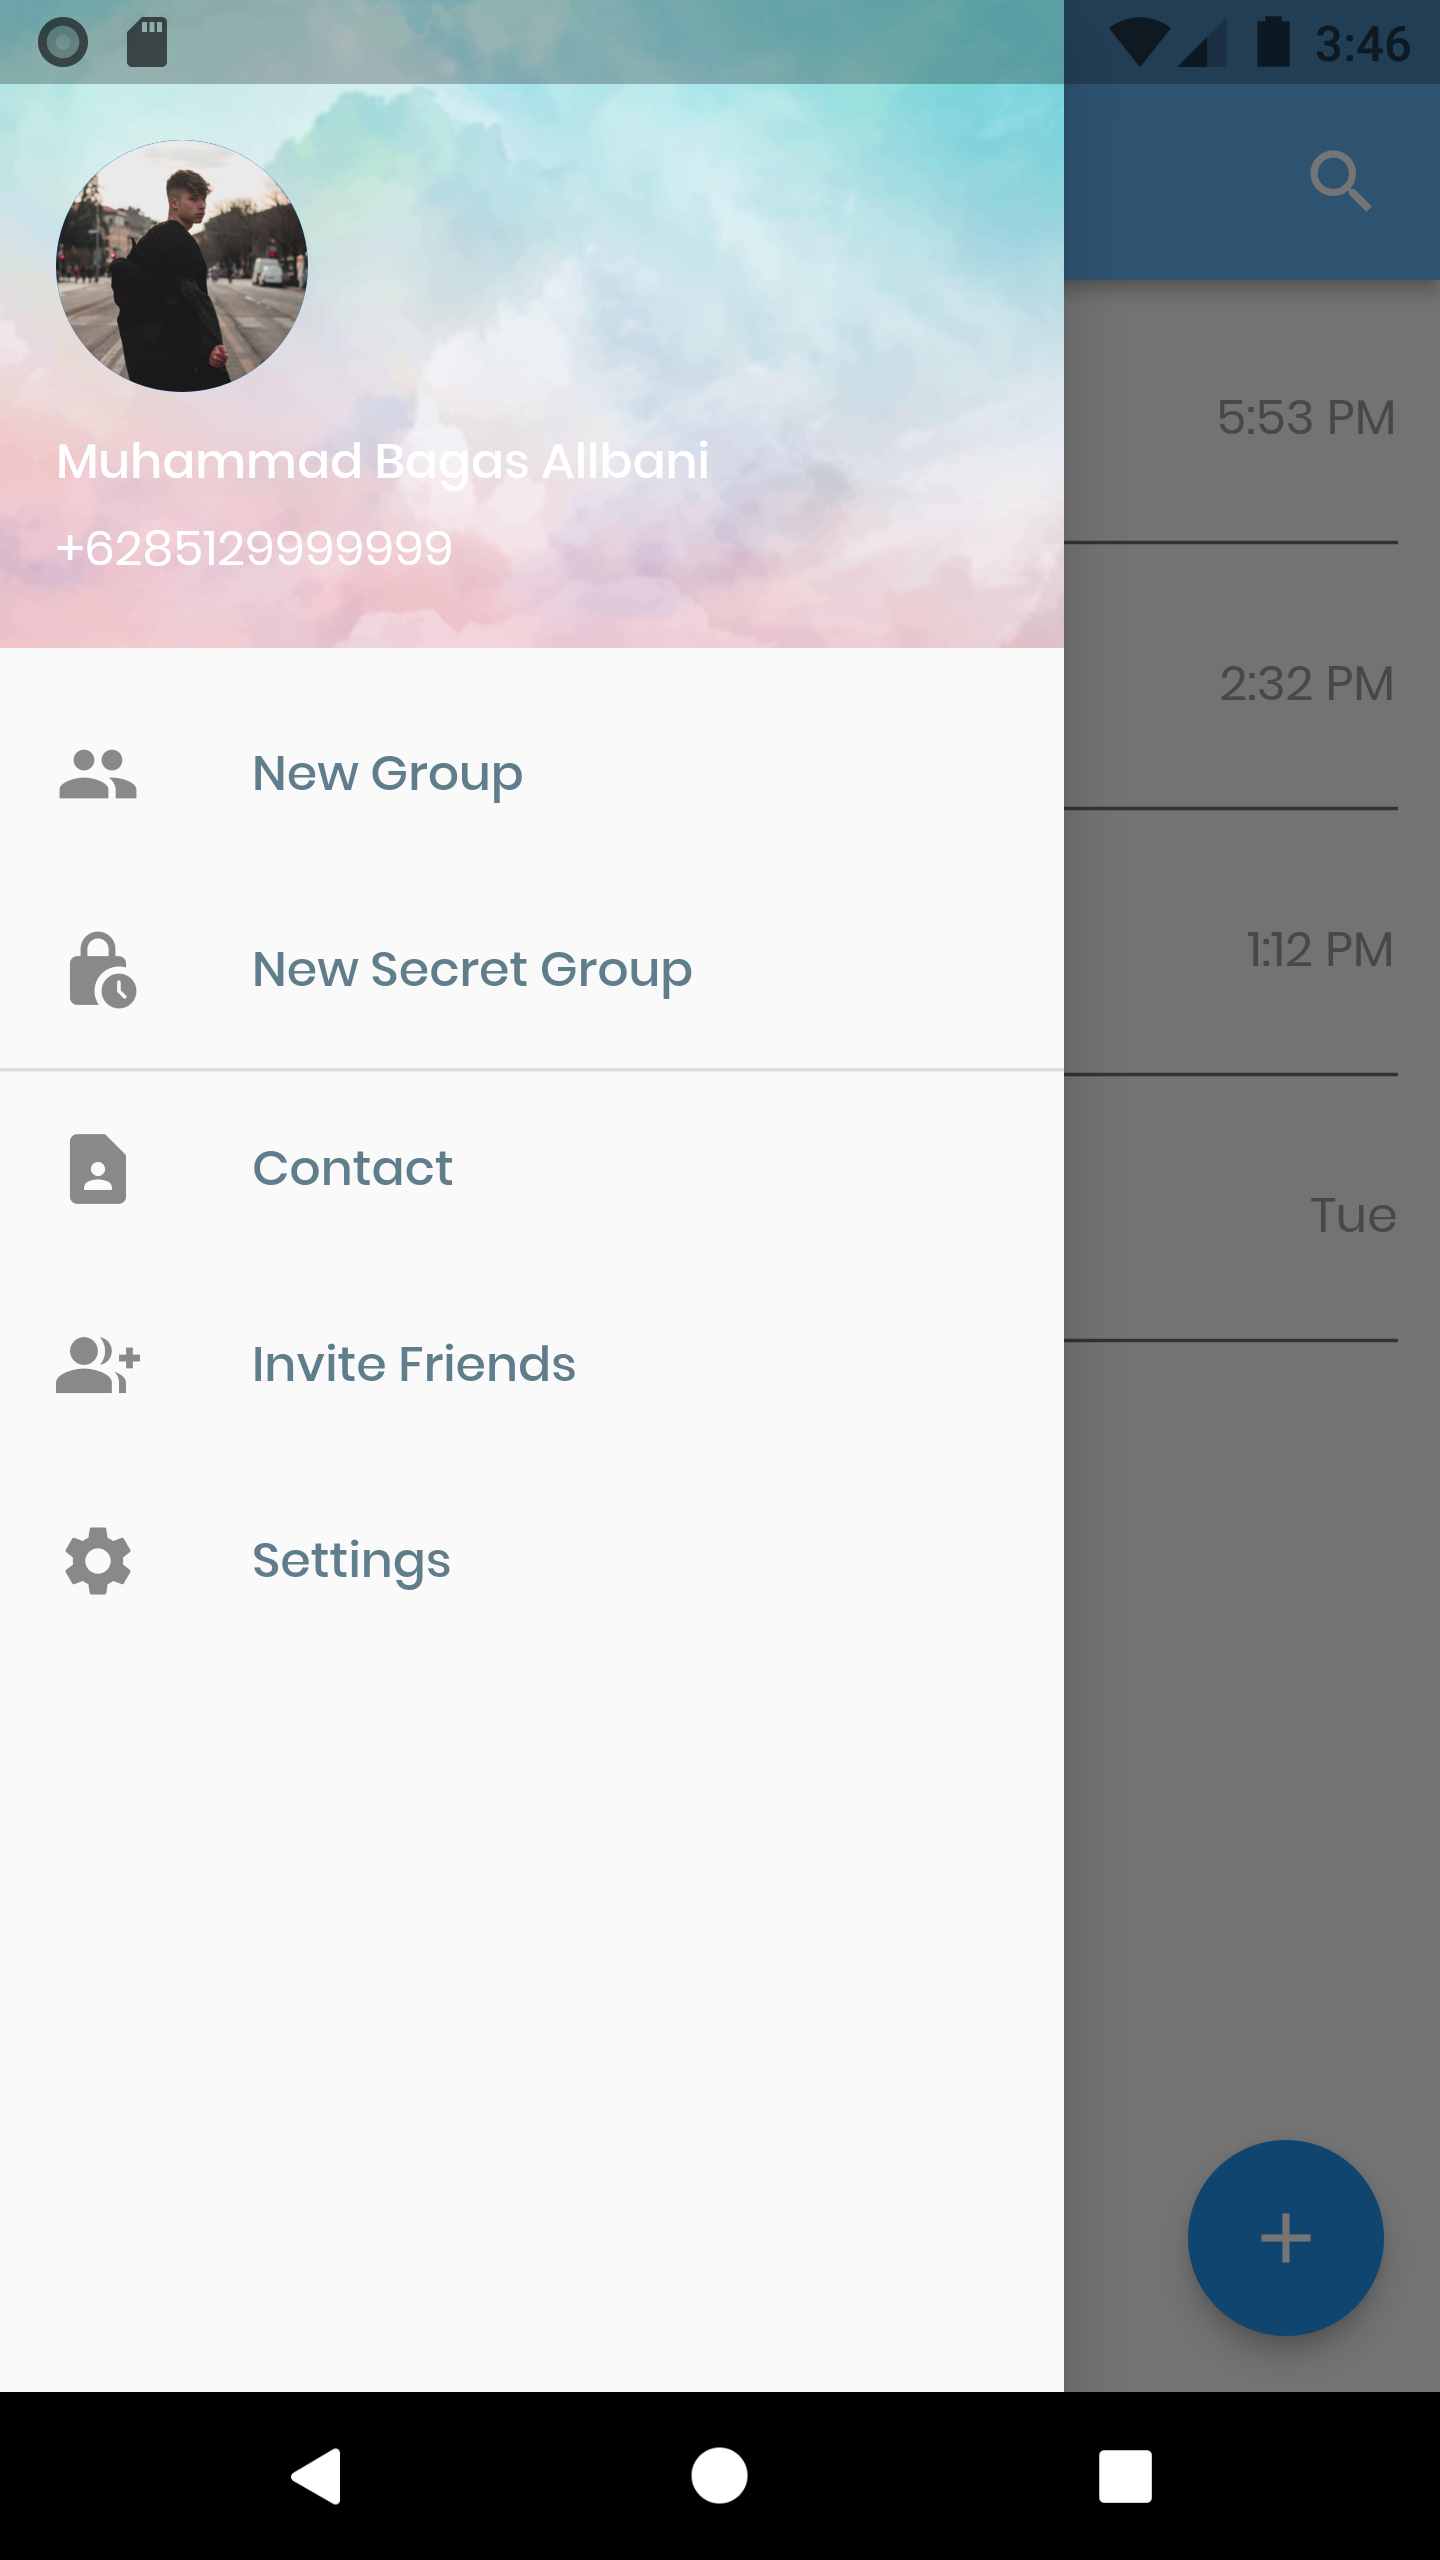 3:46
5:53 PM
Muhammad Bagas Allbani
+6285129999999
2:32 PM
New Group
1:12 PM
New Secret Group
Contact
Tue
Invite Friends
Settings